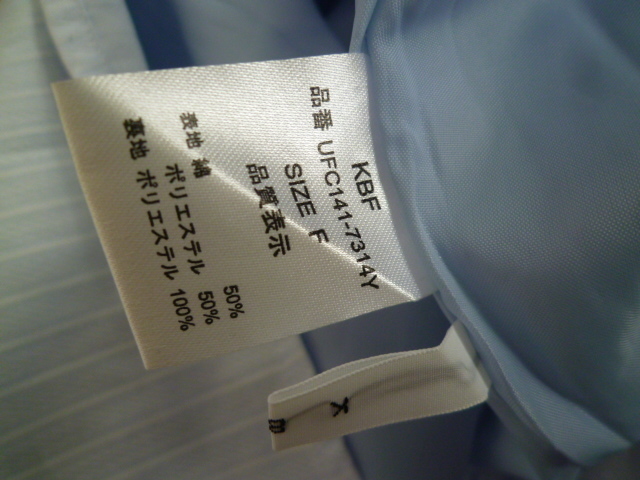 KBF
品番 UFC141-7314Y
SIZE F
品質表示
表地 綿 50%
ポリエステル 50%
裏地 ポリエステル 100%